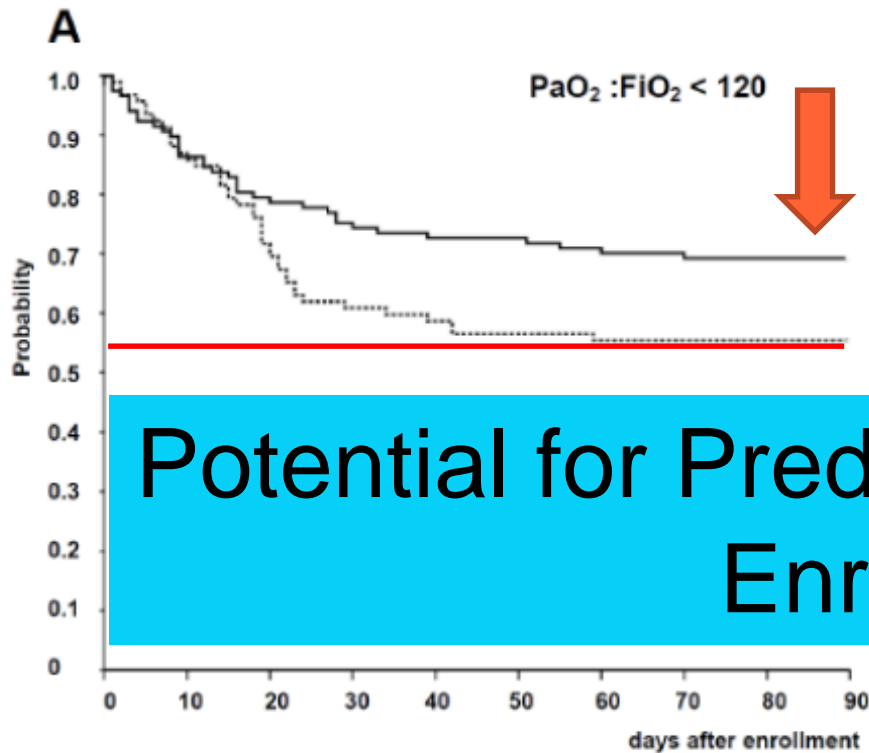 A
PaO₂ :FiO₂ < 120
Probability
1.0
0.9
0.8
0.7
0.6
0.5
0.4
0.3
0.2
0.1
0
Potential for Pred
Enr
0 10 20 30 40 50 60 70 80 90
days after enrollment